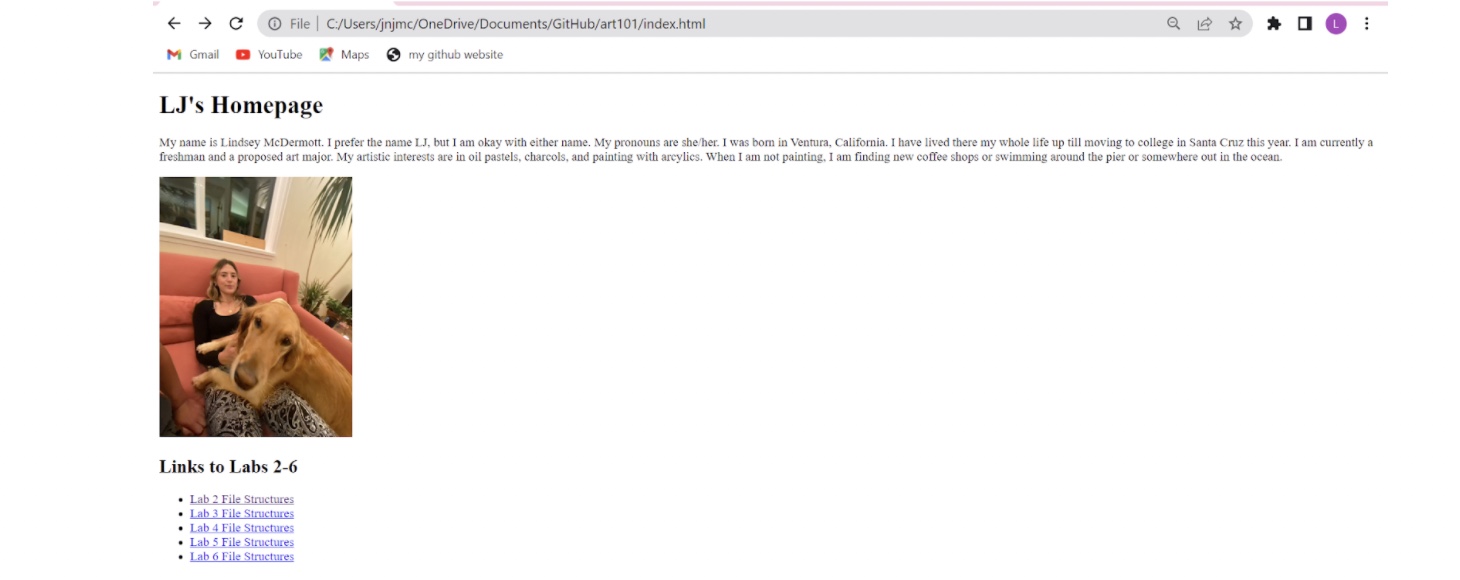 File | C:/Users/jnjmc/OneDrive/Documents/GitHub/art101/index.html L
Gmail YouTube Maps my github website
LJ's Homepage
My name is Lindsey McDermott. I prefer the name LJ, but I am okay with either name. My pronouns are she/her. I was born in Ventura, California. I have lived there my whole life up till moving to college in Santa Cruz this year. I am currently a
freshman and a proposed art major. My artistic interests are in oil pastels, charcols, and painting with arcylics. When I am not painting, I am finding new coffee shops or swimming around the pier or somewhere out in the ocean.
Links to Labs 2-6
• Lab 2 File Structures
• Lab 3 File Structures
• Lab 4 File Structures
• Lab 5 File Structures
• Lab 6 File Structures